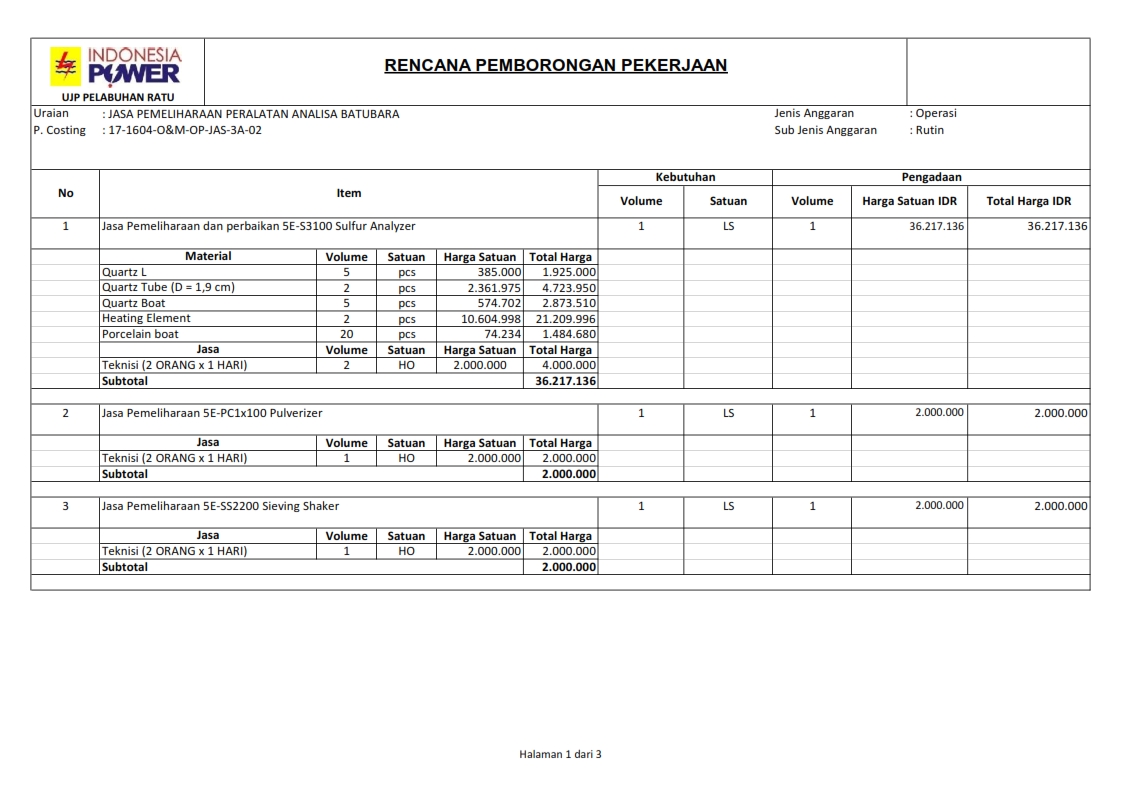 INDONESIA
POWER
UJP PELABUHAN RATU
RENCANA PEMBORONGAN PEKERJAAN
Uraian : JASA PEMELIHARAAN PERALATAN ANALISA BATUBARA Jenis Anggaran : Operasi
P. Costing : 17-1604-O&M-OP-JAS-3A-02 Sub Jenis Anggaran : Rutin
No Item Kebutuhan Pengadaan
Volume Satuan Volume Harga Satuan IDR Total Harga IDR
1 Jasa Pemeliharaan dan perbaikan 5E-S3100 Sulfur Analyzer 1 LS 1 36.217.136 36.217.136
Material Volume Satuan Harga Satuan Total Harga
Quartz L 5 pcs 385.000 1.925.000
Quartz Tube (D = 1,9 cm) 2 pcs 2.361.975 4.723.950
Quartz Boat 5 pcs 574.702 2.873.510
Heating Element 2 pcs 10.604.998 21.209.996
Porcelain boat 20 pcs 74.234 1.484.680
Jasa Volume Satuan Harga Satuan Total Harga
Teknisi (2 ORANG x 1 HARI) 2 HO 2.000.000 4.000.000
Subtotal 36.217.136
2 Jasa Pemeliharaan 5E-PC1x100 Pulverizer 1 LS 1 2.000.000 2.000.000
Jasa Volume Satuan Harga Satuan Total Harga
Teknisi (2 ORANG x 1 HARI) 1 HO 2.000.000 2.000.000
Subtotal 2.000.000
3 Jasa Pemeliharaan 5E-SS2200 Sieving Shaker 1 LS 1 2.000.000 2.000.000
Jasa Volume Satuan Harga Satuan Total Harga
Teknisi (2 ORANG x 1 HARI) 1 HO 2.000.000 2.000.000
Subtotal 2.000.000
Halaman 1 dari 3